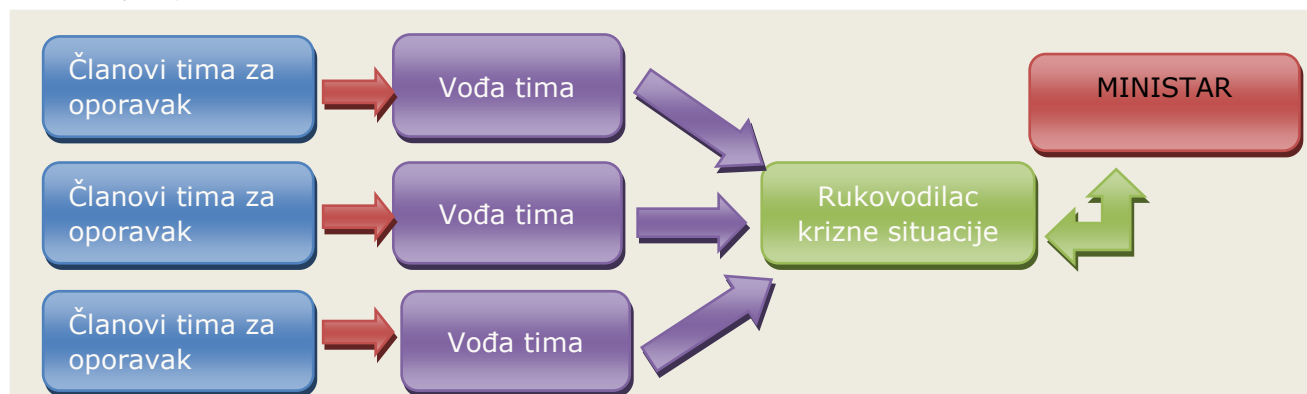 Članovi tima za
oporavak
Vođa tima
MINISTAR
Članovi tima za
oporavak
Vođa tima
Rukovodilac
krizne situacije
Članovi tima za
oporavak
Vođa tima